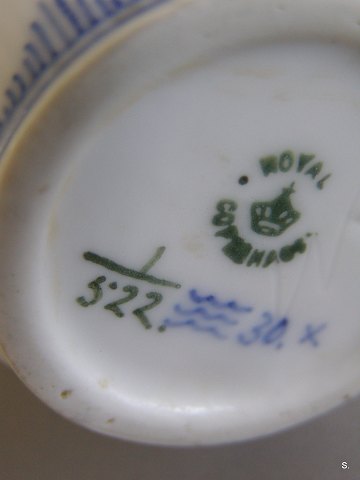 ROYAL
COPENHAGEN
1
522.
30. x
S.